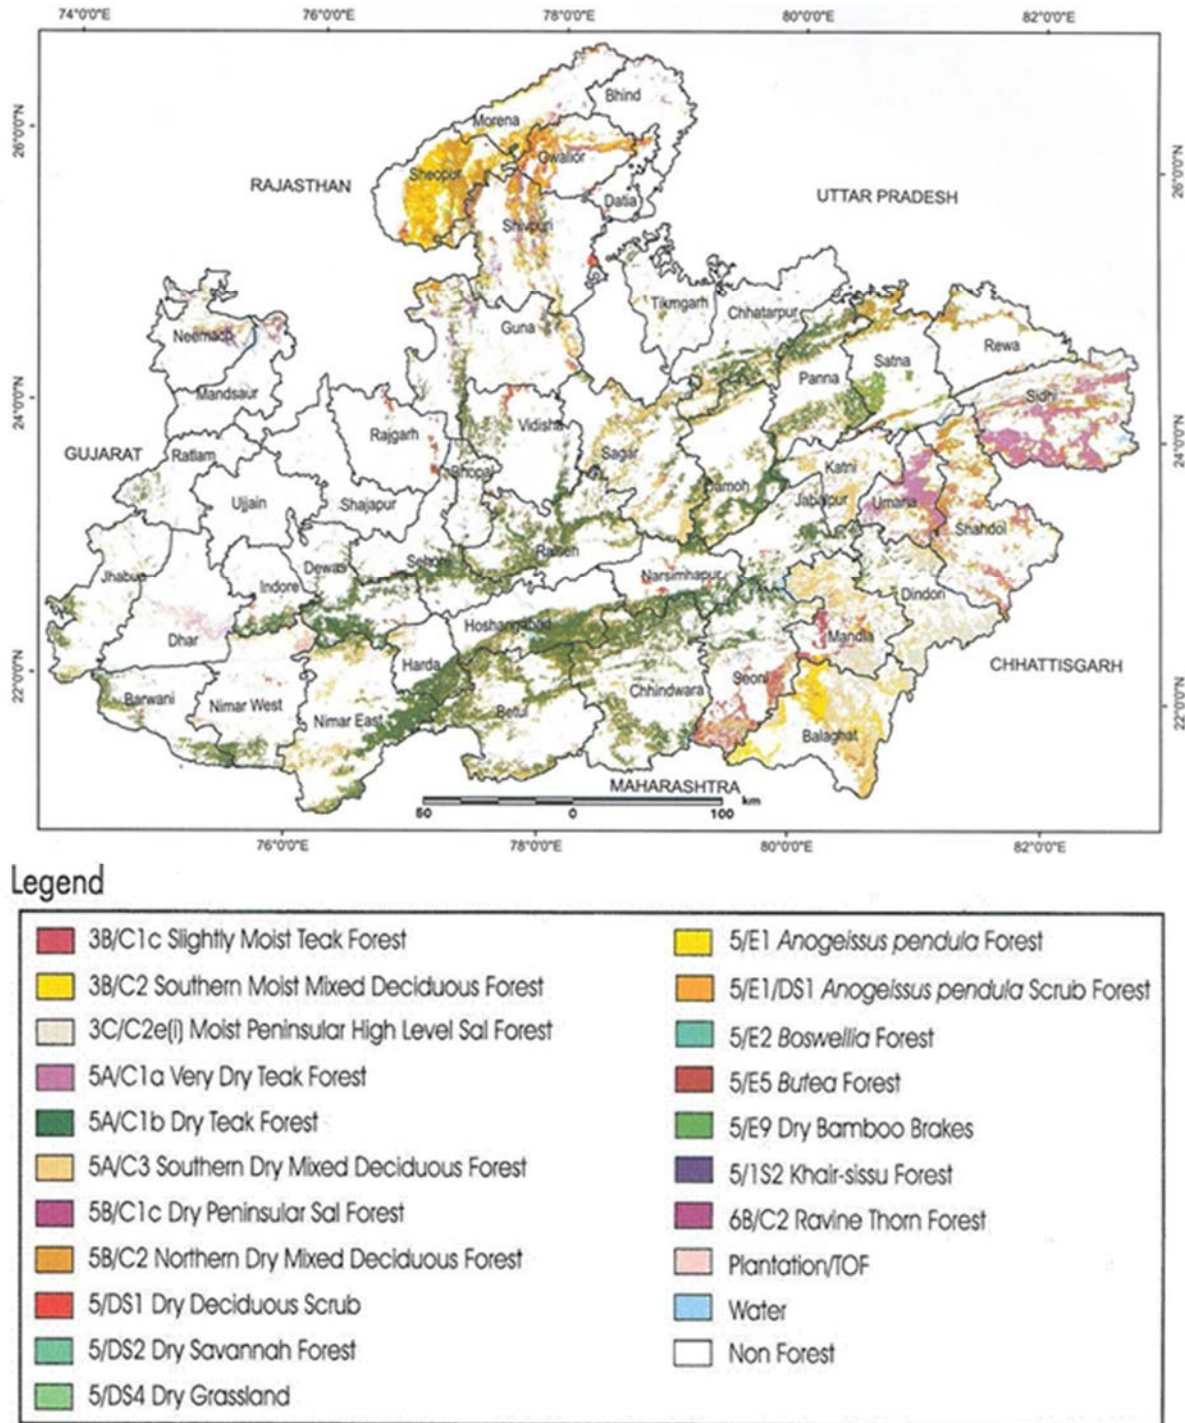 74°0'0"E 76°0'0"E 78°0'0"E 80°0'0"E 82°0'0"E
26°0'0"N
24°0'0"N
22°0'0"N
26°0'0"N
24°0'0"N
22°0'0"N
Bhind
Morena
Gwalior
Sheopur
RAJASTHAN
UTTAR PRADESH
Datia
Shivpuri
Tikmgarh
Chhatarpur
Neemach
Guna
Rewa
Satna
Panna
Mandsaur
Sidhi
Vidisha
Rajgarh
GUJARAT
Ratlam
Sagar
Bhopal
Katni
Damoh
Jabalpur
Umaria
Ujjain
Shajapur
Shahdol
Raisen
Sehore
Dewas
Jhabua
Indore
Narsimhapur
Dindori
Hoshangabad
Dhar
Mandla
Harda
CHHATTISGARH
Seoni
Chhindwara
Barwani
Nimar West
Nimar East
Betul
Balaghat
MAHARASHTRA
50 0 100 km
76°0'0"E 78°0'0"E 80°0'0"E 82°0'0"E
Legend
3B/C1c Slightly Moist Teak Forest
3B/C2 Southern Moist Mixed Deciduous Forest
3C/C2e(i) Moist Peninsular High Level Sal Forest
5A/C1a Very Dry Teak Forest
5A/C1b Dry Teak Forest
5A/C3 Southern Dry Mixed Deciduous Forest
5B/C1c Dry Peninsular Sal Forest
5B/C2 Northern Dry Mixed Deciduous Forest
5/DS1 Dry Deciduous Scrub
5/DS2 Dry Savannah Forest
5/DS4 Dry Grassland
5/E1 Anogeissus pendula Forest
5/E1/DS1 Anogeissus pendula Scrub Forest
5/E2 Boswellia Forest
5/E5 Butea Forest
5/E9 Dry Bamboo Brakes
5/1S2 Khair-sissu Forest
6B/C2 Ravine Thorn Forest
Plantation/TOF
Water
Non Forest